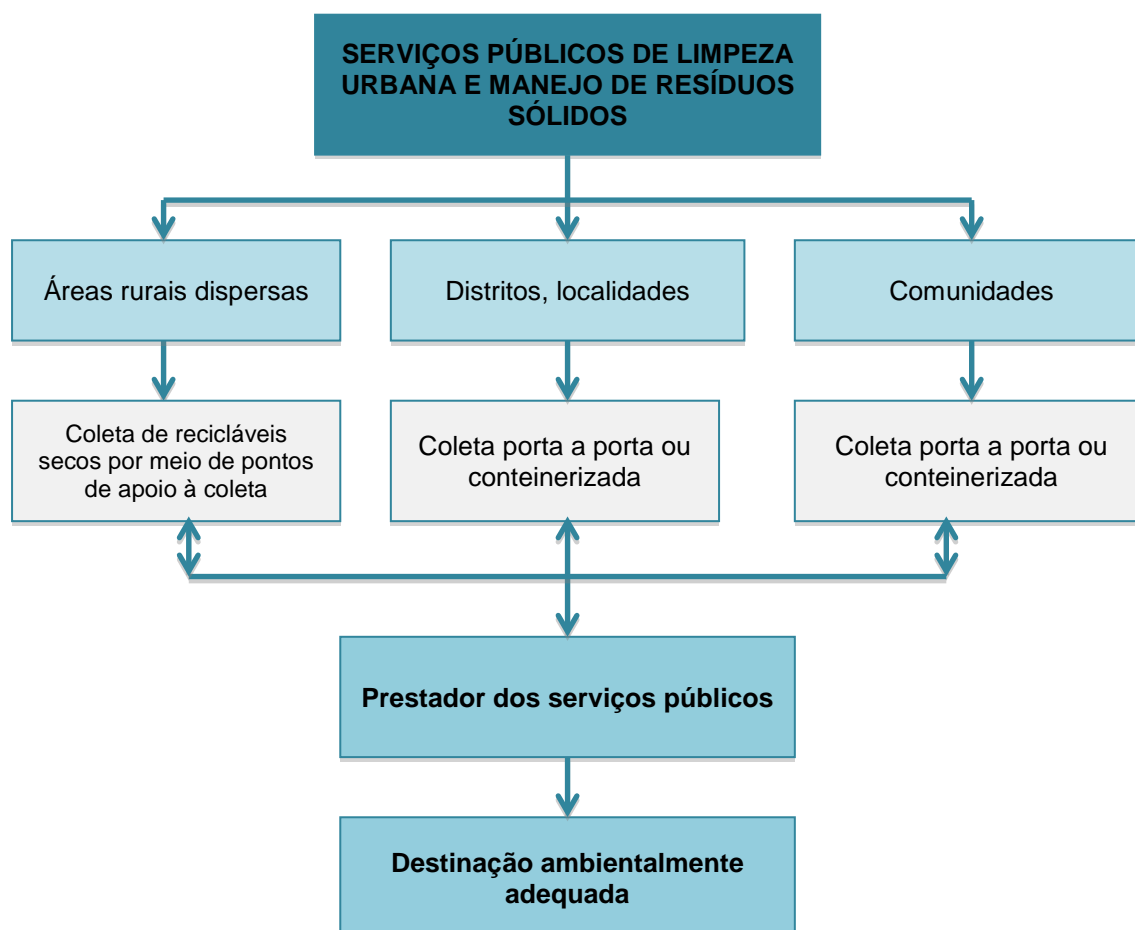 SERVIÇOS PÚBLICOS DE LIMPEZA
URBANA E MANEJO DE RESÍDUOS
SÓLIDOS
Áreas rurais dispersas
Distritos, localidades
Comunidades
Coleta de recicláveis
secos por meio de pontos
de apoio à coleta
Coleta porta a porta ou
conteinerizada
Coleta porta a porta ou
conteinerizada
Prestador dos serviços públicos
Destinação ambientalmente
adequada